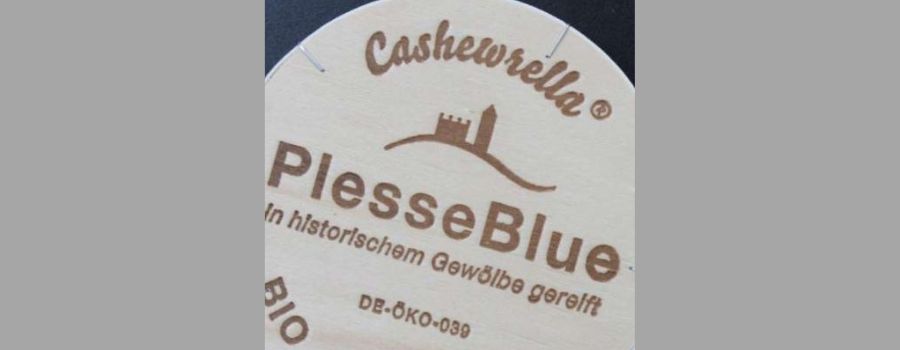 Cashewrella®
PlesseBlue
in historischem Gewölbe gereift
DE-ÖKO-039
BIO